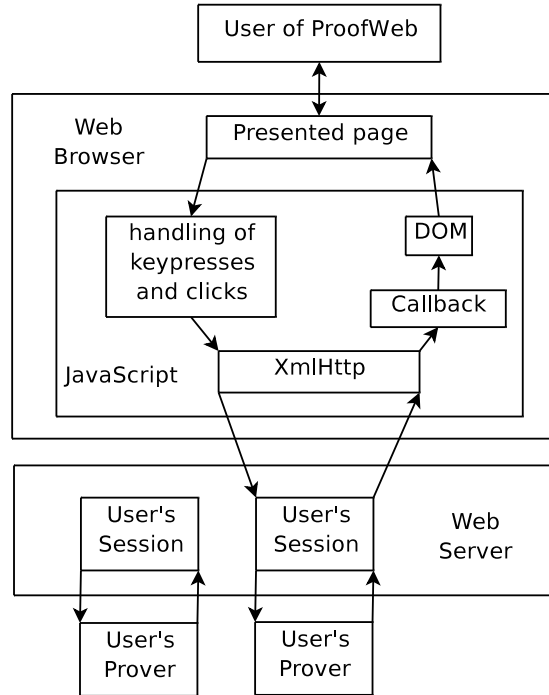 User of ProofWeb
Web
Browser
Presented page
handling of
keypresses
and clicks
DOM
Callback
XmlHttp
JavaScript
User's
Session
User's
Session
Web
Server
User's
Prover
User's
Prover